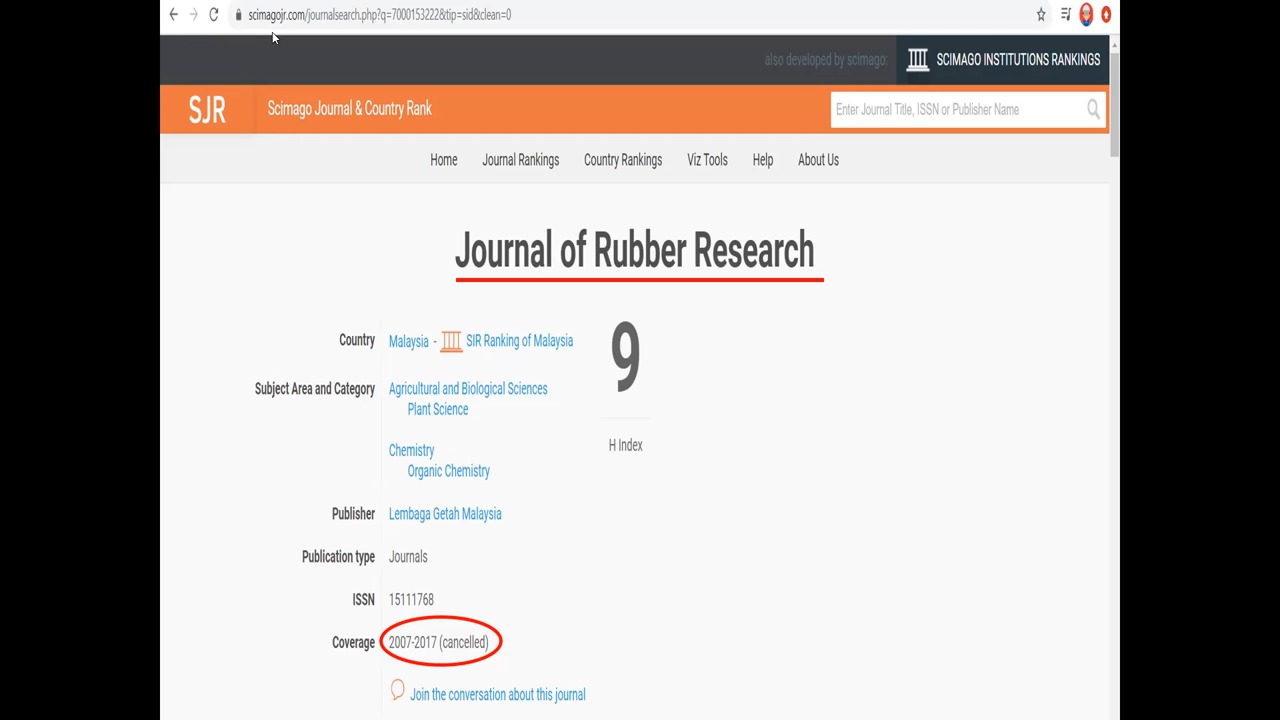 scimagojr.com/journalsearch.php?q=7000153222&tip=sid&clean=0
also developed by scimago:
SCIMAGO INSTITUTIONS RANKINGS
SJR
Scimago Journal & Country Rank
Enter Journal Title, ISSN or Publisher Name
Home Journal Rankings Country Rankings Viz Tools Help About Us
Journal of Rubber Research
Country Malaysia - SIR Ranking of Malaysia
9
H Index
Subject Area and Category Agricultural and Biological Sciences
Plant Science
Chemistry
Organic Chemistry
Publisher Lembaga Getah Malaysia
Publication type Journals
ISSN 15111768
Coverage 2007-2017 (cancelled)
Join the conversation about this journal